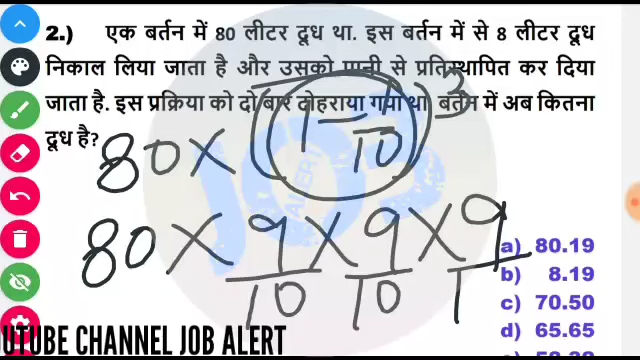 2.) एक बर्तन में 80 लीटर दूध था. इस बर्तन में से 8 लीटर दूध
निकाल लिया जाता है और उसको पानी से प्रतिस्थापित कर दिया
जाता है. इस प्रक्रिया को दो बार दोहराया गया था बर्तन में अब कितना
दूध है?
80 × (1 - 1/10)3
80 × 9/10 × 9/10 × 9/1
a) 80.19
b) 8.19
c) 70.50
d) 65.65
UTUBE CHANNEL JOB ALERT